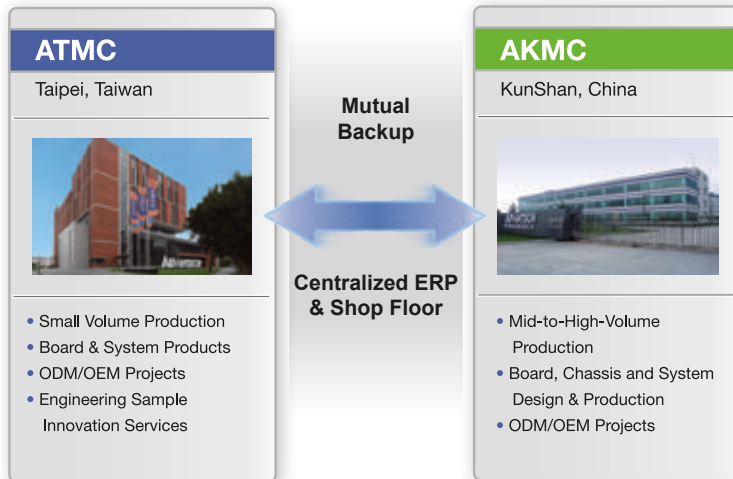 ATMC
Taipei, Taiwan
• Small Volume Production
• Board & System Products
• ODM/OEM Projects
• Engineering Sample
Innovation Services
Mutual
Backup
Centralized ERP
& Shop Floor
AKMC
KunShan, China
• Mid-to-High-Volume
Production
• Board, Chassis and System
Design & Production
• ODM/OEM Projects